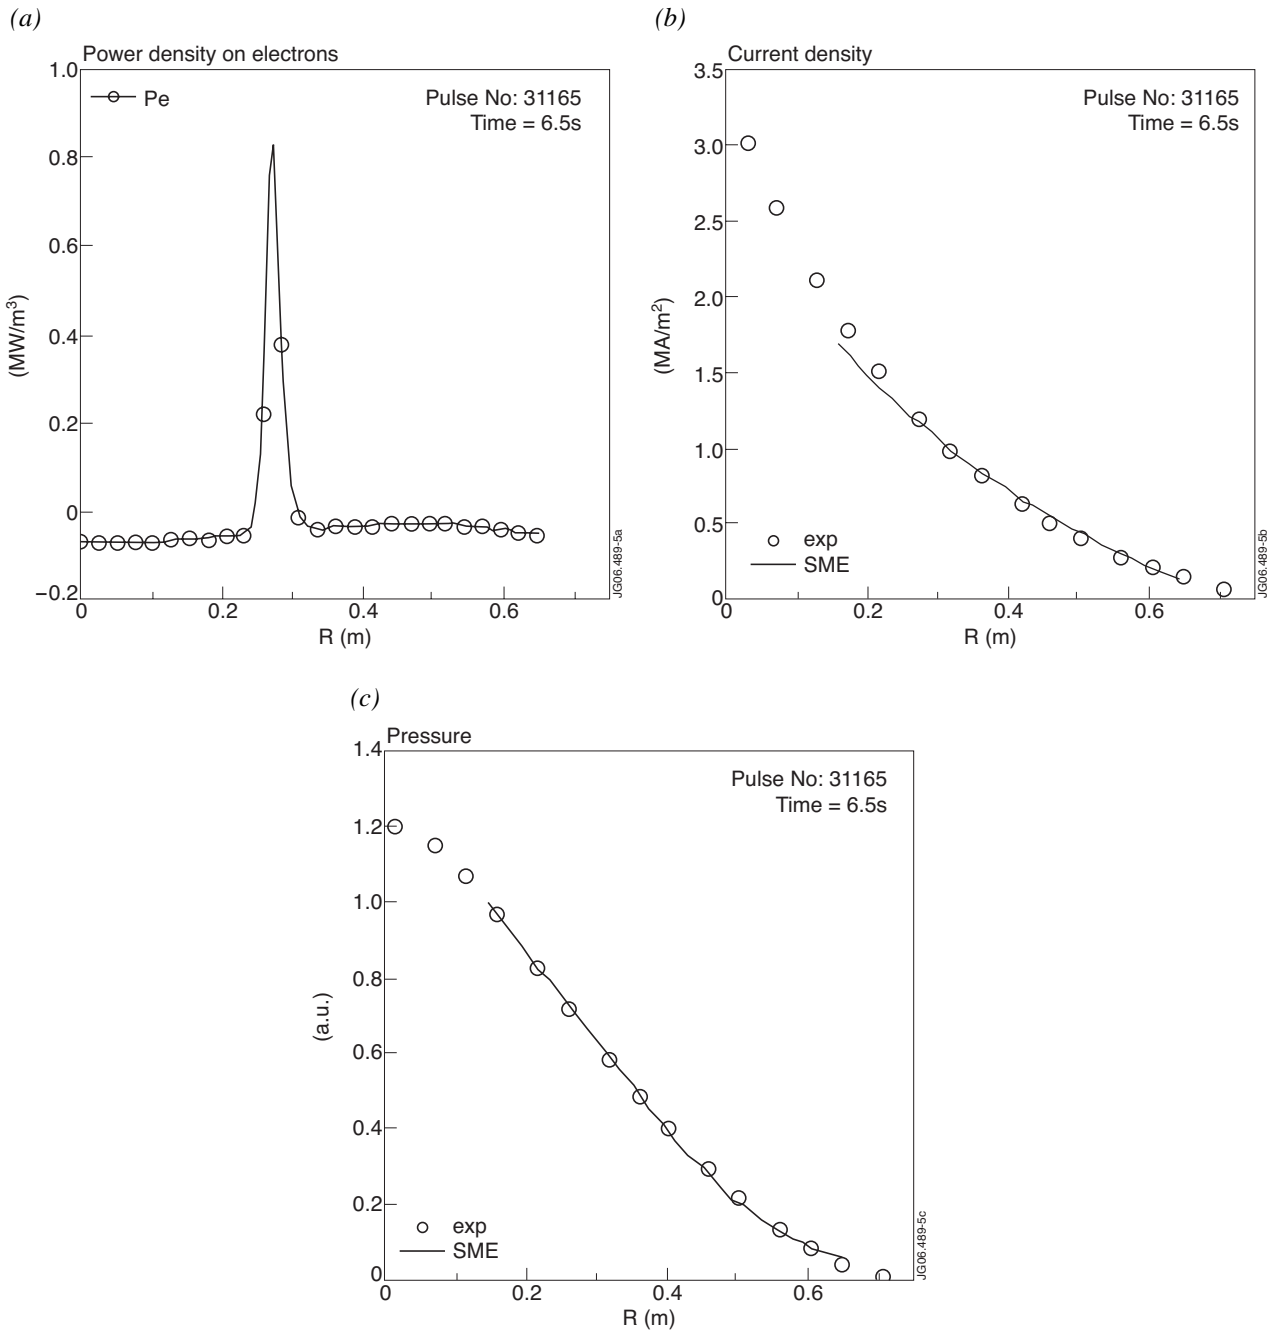 (a)
Power density on electrons
1.0
0.8
0.6
0.4
0.2
0
−0.2
(MW/m³)
Pe
Pulse No: 31165
Time = 6.5s
0 0.2 0.4 0.6
R (m)
JG06.489-5a
(b)
Current density
3.5
3.0
2.5
2.0
1.5
1.0
0.5
0
(MA/m²)
Pulse No: 31165
Time = 6.5s
exp
SME
0 0.2 0.4 0.6
R (m)
JG06.489-5b
(c)
Pressure
1.4
1.2
1.0
0.8
0.6
0.4
0.2
0
(a.u.)
Pulse No: 31165
Time = 6.5s
exp
SME
0 0.2 0.4 0.6
R (m)
JG06.489-5c